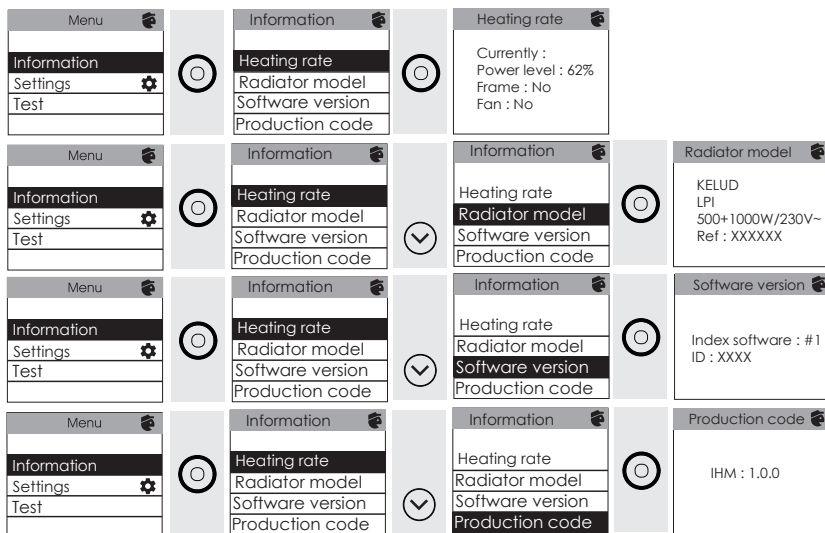 Menu
Information
Settings
Test
Information
Heating rate
Radiator model
Software version
Production code
Heating rate
Currently :
Power level : 62%
Frame : No
Fan : No
Menu
Information
Settings
Test
Information
Heating rate
Radiator model
Software version
Production code
Information
Heating rate
Radiator model
Software version
Production code
Radiator model
KELUD
LPI
500+1000W/230V~
Ref : XXXXXX
Menu
Information
Settings
Test
Information
Heating rate
Radiator model
Software version
Production code
Information
Heating rate
Radiator model
Software version
Production code
Software version
Index software : #1
ID : XXXX
Menu
Information
Settings
Test
Information
Heating rate
Radiator model
Software version
Production code
Information
Heating rate
Radiator model
Software version
Production code
Production code
IHM : 1.0.0